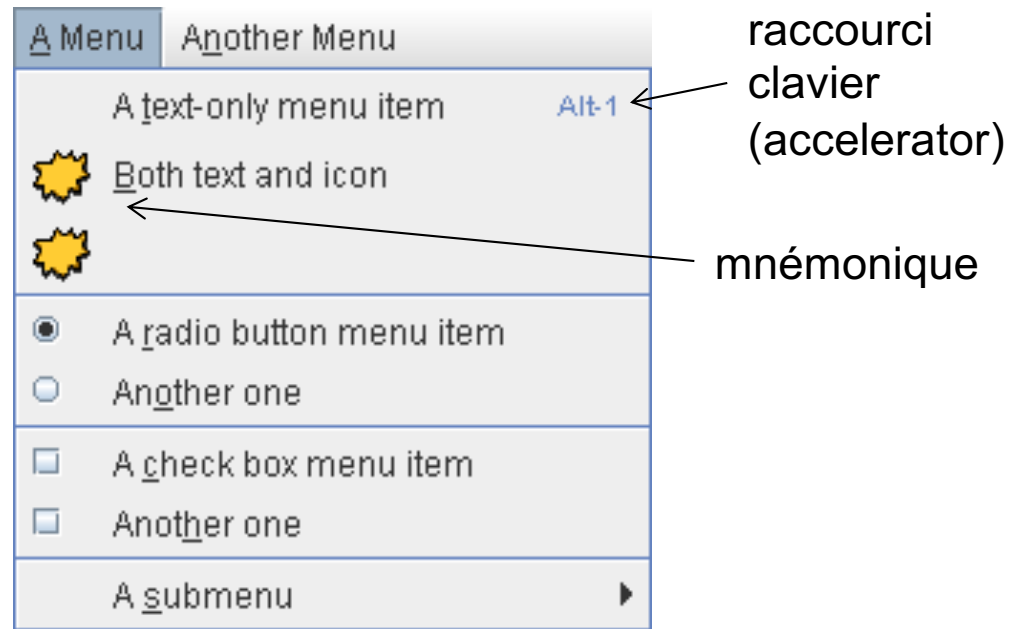 A Menu Another Menu
A text-only menu item Alt-1
Both text and icon
A radio button menu item
Another one
A check box menu item
Another one
A submenu
raccourci
clavier
(accelerator)
mnémonique